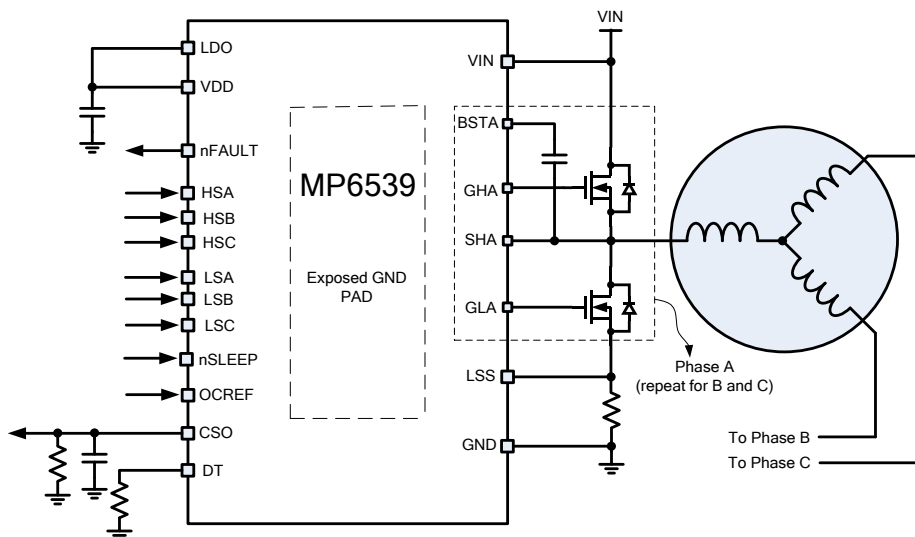 VIN
LDO
VDD
nFAULT
HSA
HSB
HSC
LSA
LSB
LSC
nSLEEP
OCREF
CSO
DT
MP6539
Exposed GND
PAD
VIN
BSTA
GHA
SHA
GLA
LSS
GND
Phase A
(repeat for B and C)
To Phase B
To Phase C